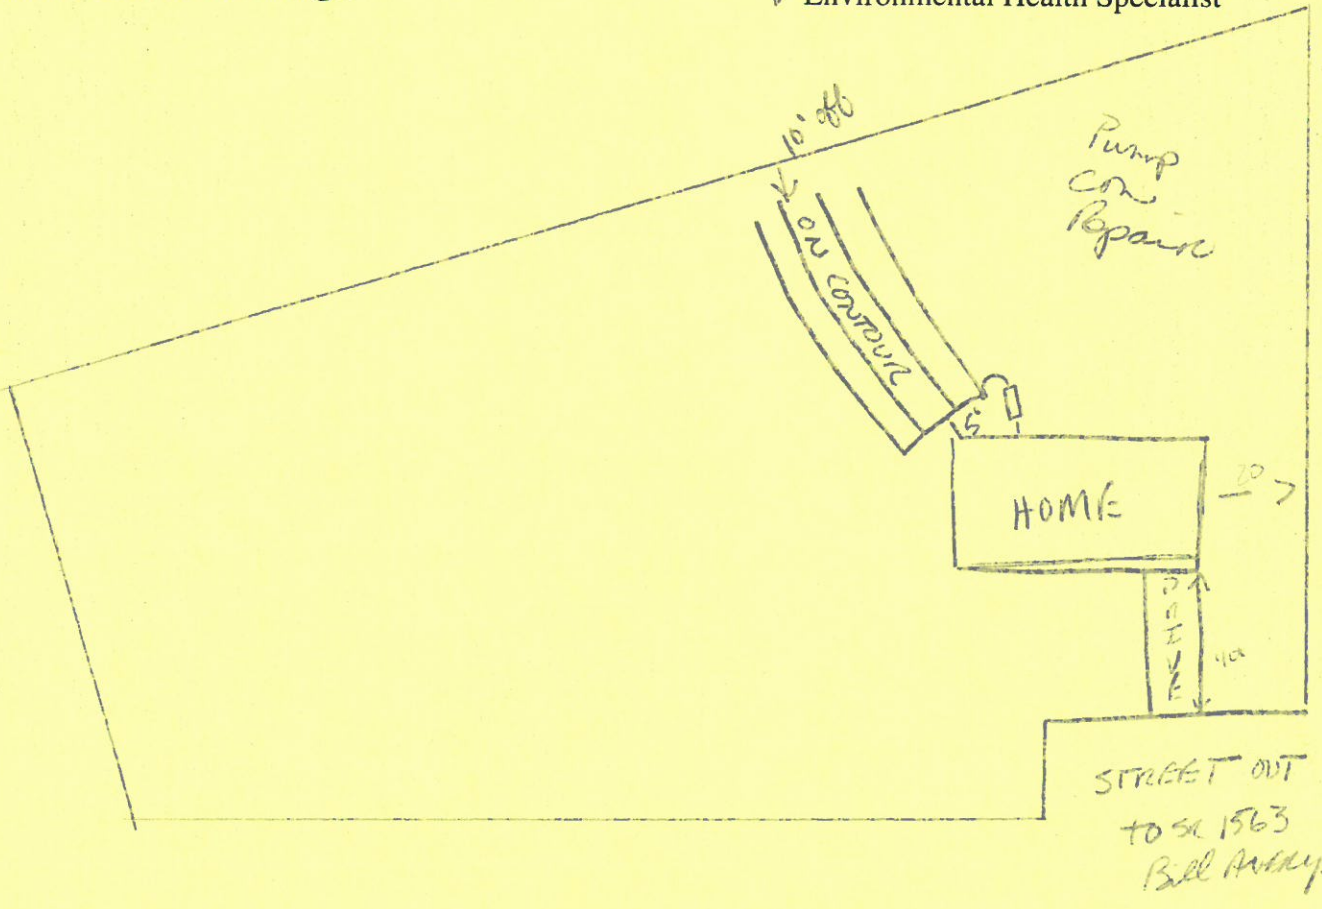 Environmental Health Specialist
10' off
Pump
Con
Repair
ON CONTOUR
5'
HOME
20
DRIVE
40
STREET OUT
TO SR 1563
Bill Avery